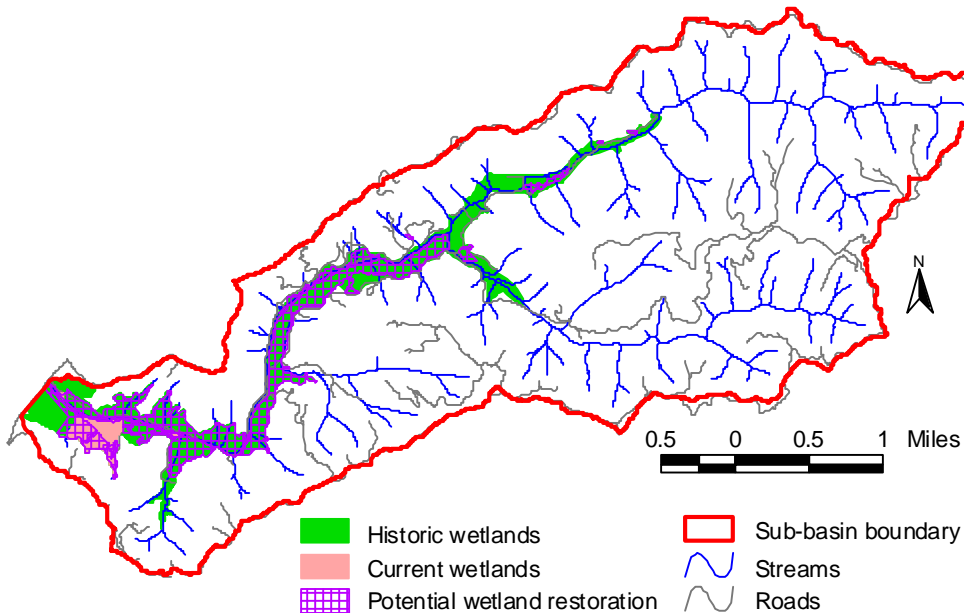 N
0.5 0 0.5 1 Miles
Historic wetlands
Current wetlands
Potential wetland restoration
Sub-basin boundary
Streams
Roads